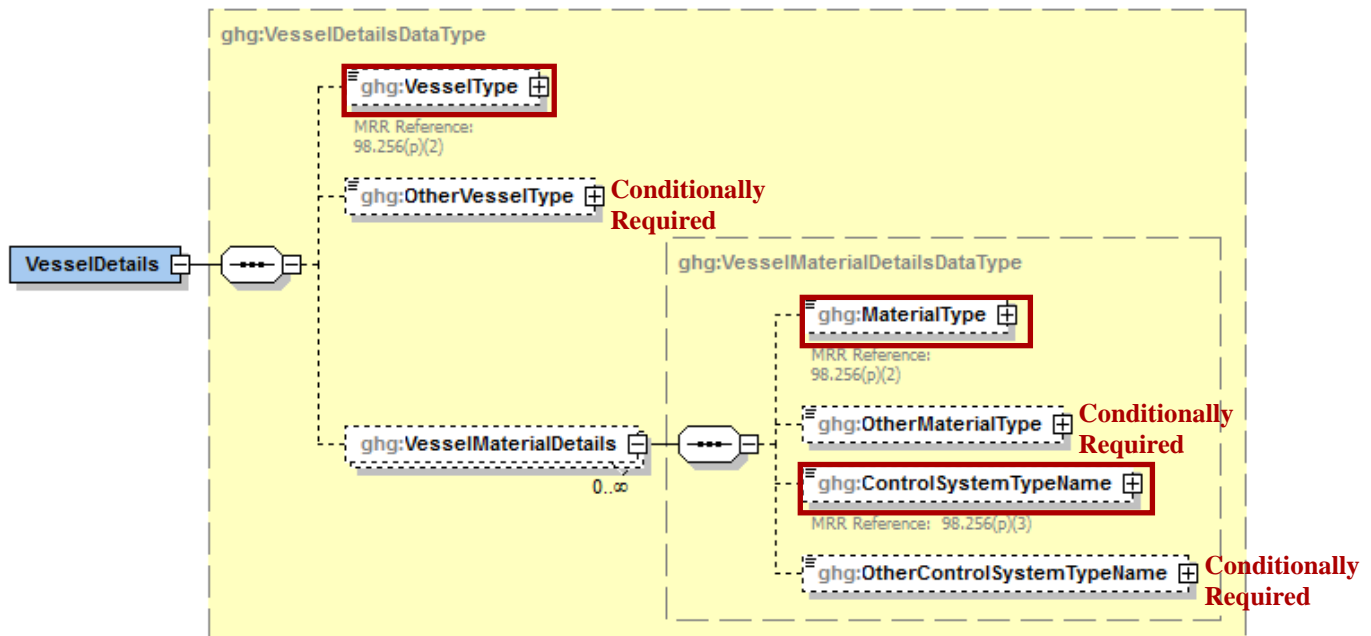 ghg:VesselDetailsDataType
ghg:VesselType
MRR Reference:
98.256(p)(2)
ghg:OtherVesselType
Conditionally
Required
VesselDetails
ghg:VesselMaterialDetailsDataType
ghg:MaterialType
MRR Reference:
98.256(p)(2)
ghg:OtherMaterialType
Conditionally
Required
ghg:VesselMaterialDetails
0..∞
ghg:ControlSystemTypeName
MRR Reference: 98.256(p)(3)
ghg:OtherControlSystemTypeName
Conditionally
Required